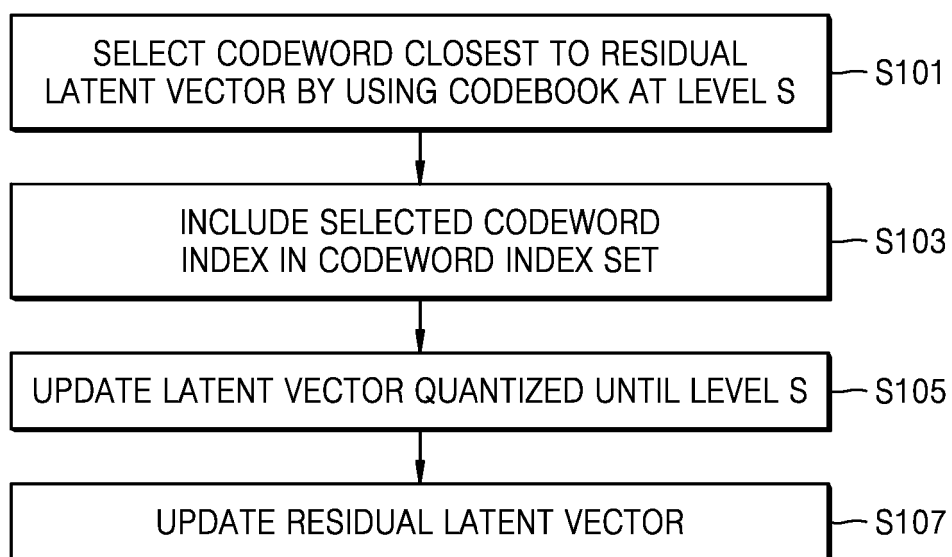 SELECT CODEWORD CLOSEST TO RESIDUAL
LATENT VECTOR BY USING CODEBOOK AT LEVEL S
S101
INCLUDE SELECTED CODEWORD
INDEX IN CODEWORD INDEX SET
S103
UPDATE LATENT VECTOR QUANTIZED UNTIL LEVEL S
S105
UPDATE RESIDUAL LATENT VECTOR
S107